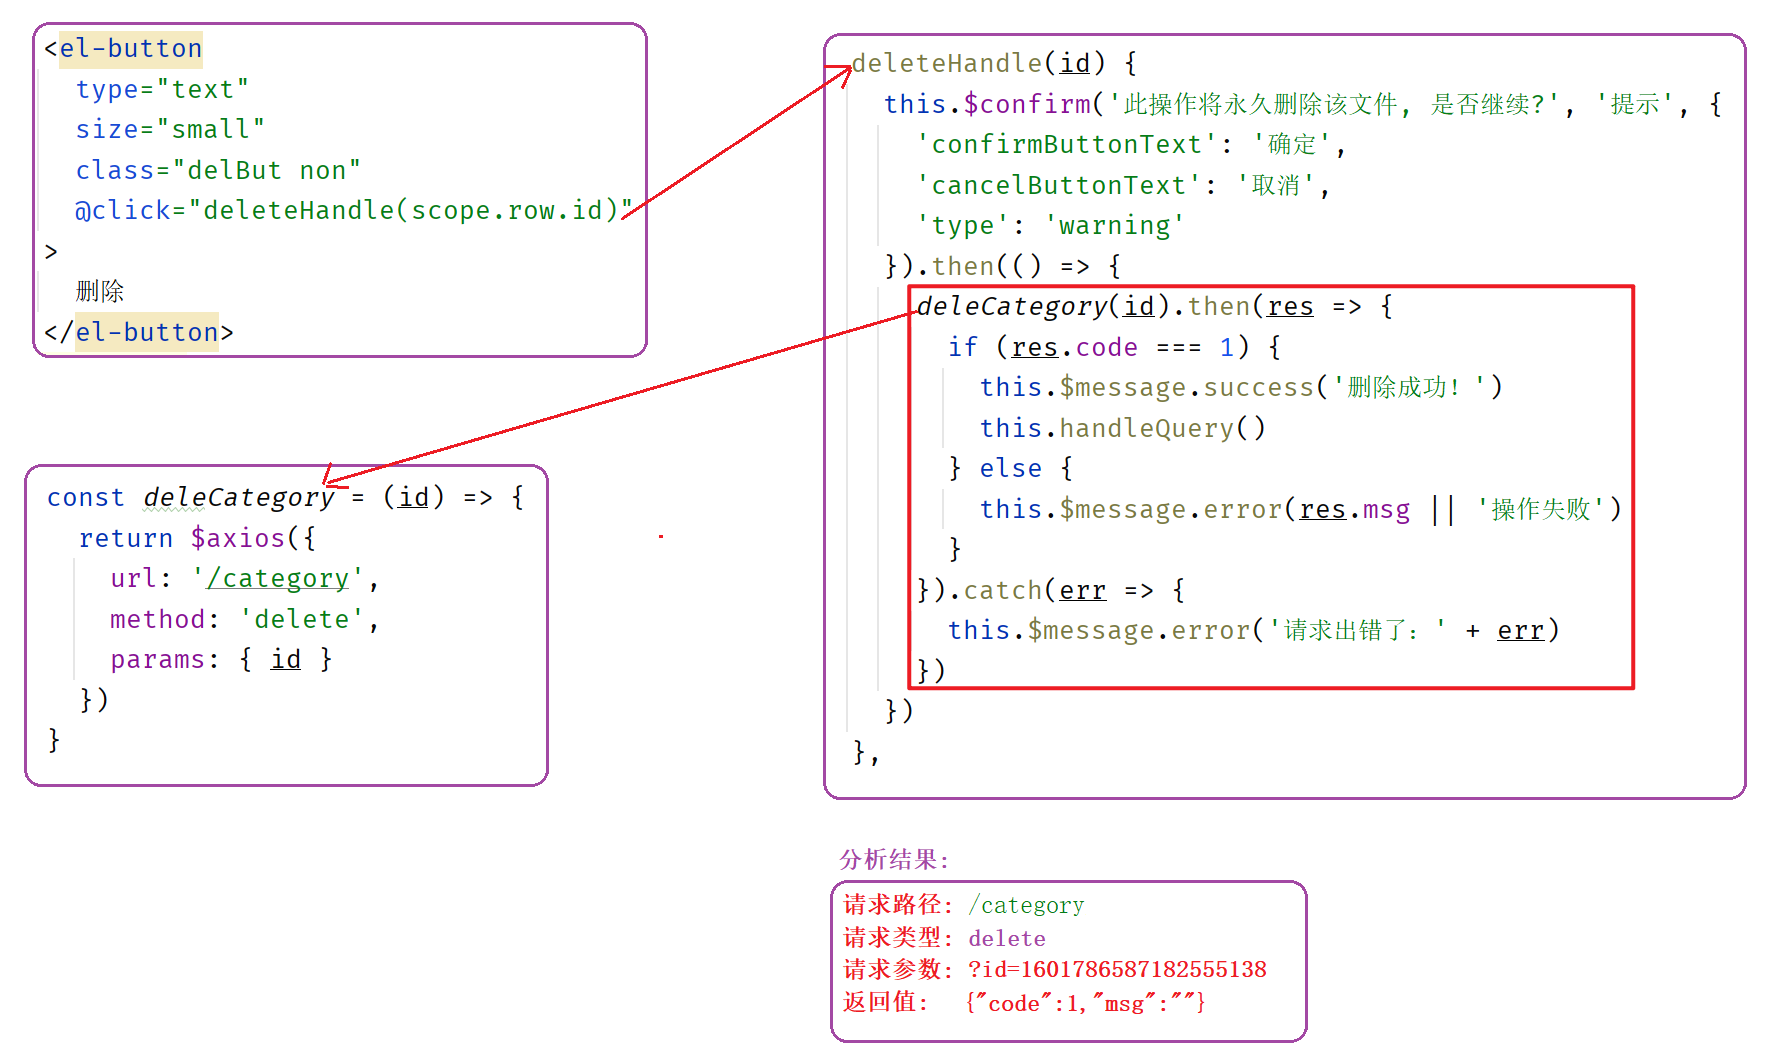 <el-button
type="text"
size="small"
class="delBut non"
@click="deleteHandle(scope.row.id)"
>
删除
</el-button>
deleteHandle(id) {
this.$confirm('此操作将永久删除该文件, 是否继续?', '提示', {
'confirmButtonText': '确定',
'cancelButtonText': '取消',
'type': 'warning'
}).then(() => {
deleCategory(id).then(res => {
if (res.code === 1) {
this.$message.success('删除成功！')
this.handleQuery()
} else {
this.$message.error(res.msg || '操作失败')
}
}).catch(err => {
this.$message.error('请求出错了：' + err)
})
})
},
const deleCategory = (id) => {
return $axios({
url: '/category',
method: 'delete',
params: { id }
})
}
分析结果:
请求路径: /category
请求类型: delete
请求参数: ?id=1601786587182555138
返回值: {"code":1,"msg":""}